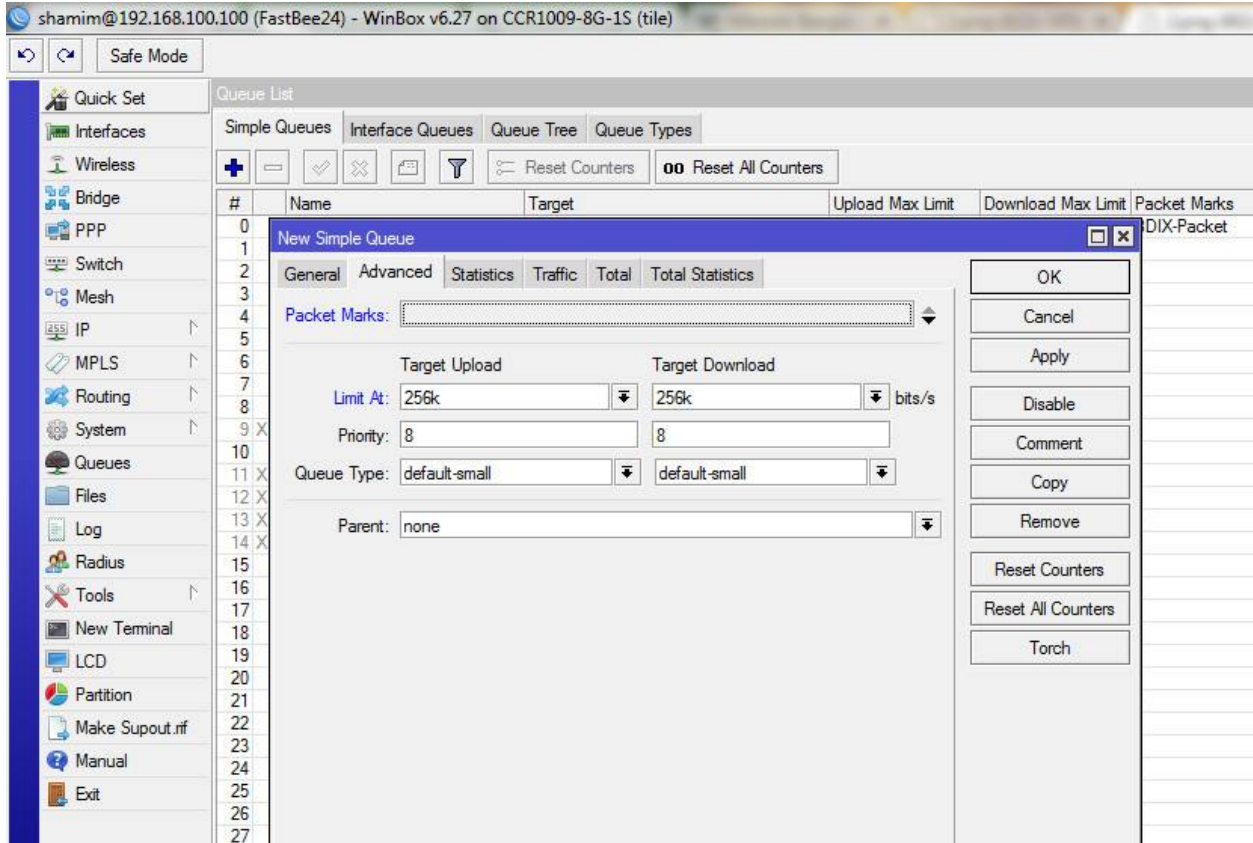 shamim@192.168.100.100 (FastBee24) - WinBox v6.27 on CCR1009-8G-1S (tile)
Safe Mode
Quick Set
Interfaces
Wireless
Bridge
PPP
Switch
Mesh
IP
MPLS
Routing
System
Queues
Files
Log
Radius
Tools
New Terminal
LCD
Partition
Make Supout.rif
Manual
Exit
Queue List
Simple Queues Interface Queues Queue Tree Queue Types
Reset Counters 00 Reset All Counters
# Name Target Upload Max Limit Download Max Limit Packet Marks
0
1
2
3
4
5
6
7
8
9 X
10
11 X
12 X
13 X
14 X
15
16
17
18
19
20
21
22
23
24
25
26
27
New Simple Queue
General Advanced Statistics Traffic Total Total Statistics
Packet Marks:
Target Upload Target Download
Limit At: 256k 256k bits/s
Priority: 8 8
Queue Type: default-small default-small
Parent: none
OK
Cancel
Apply
Disable
Comment
Copy
Remove
Reset Counters
Reset All Counters
Torch